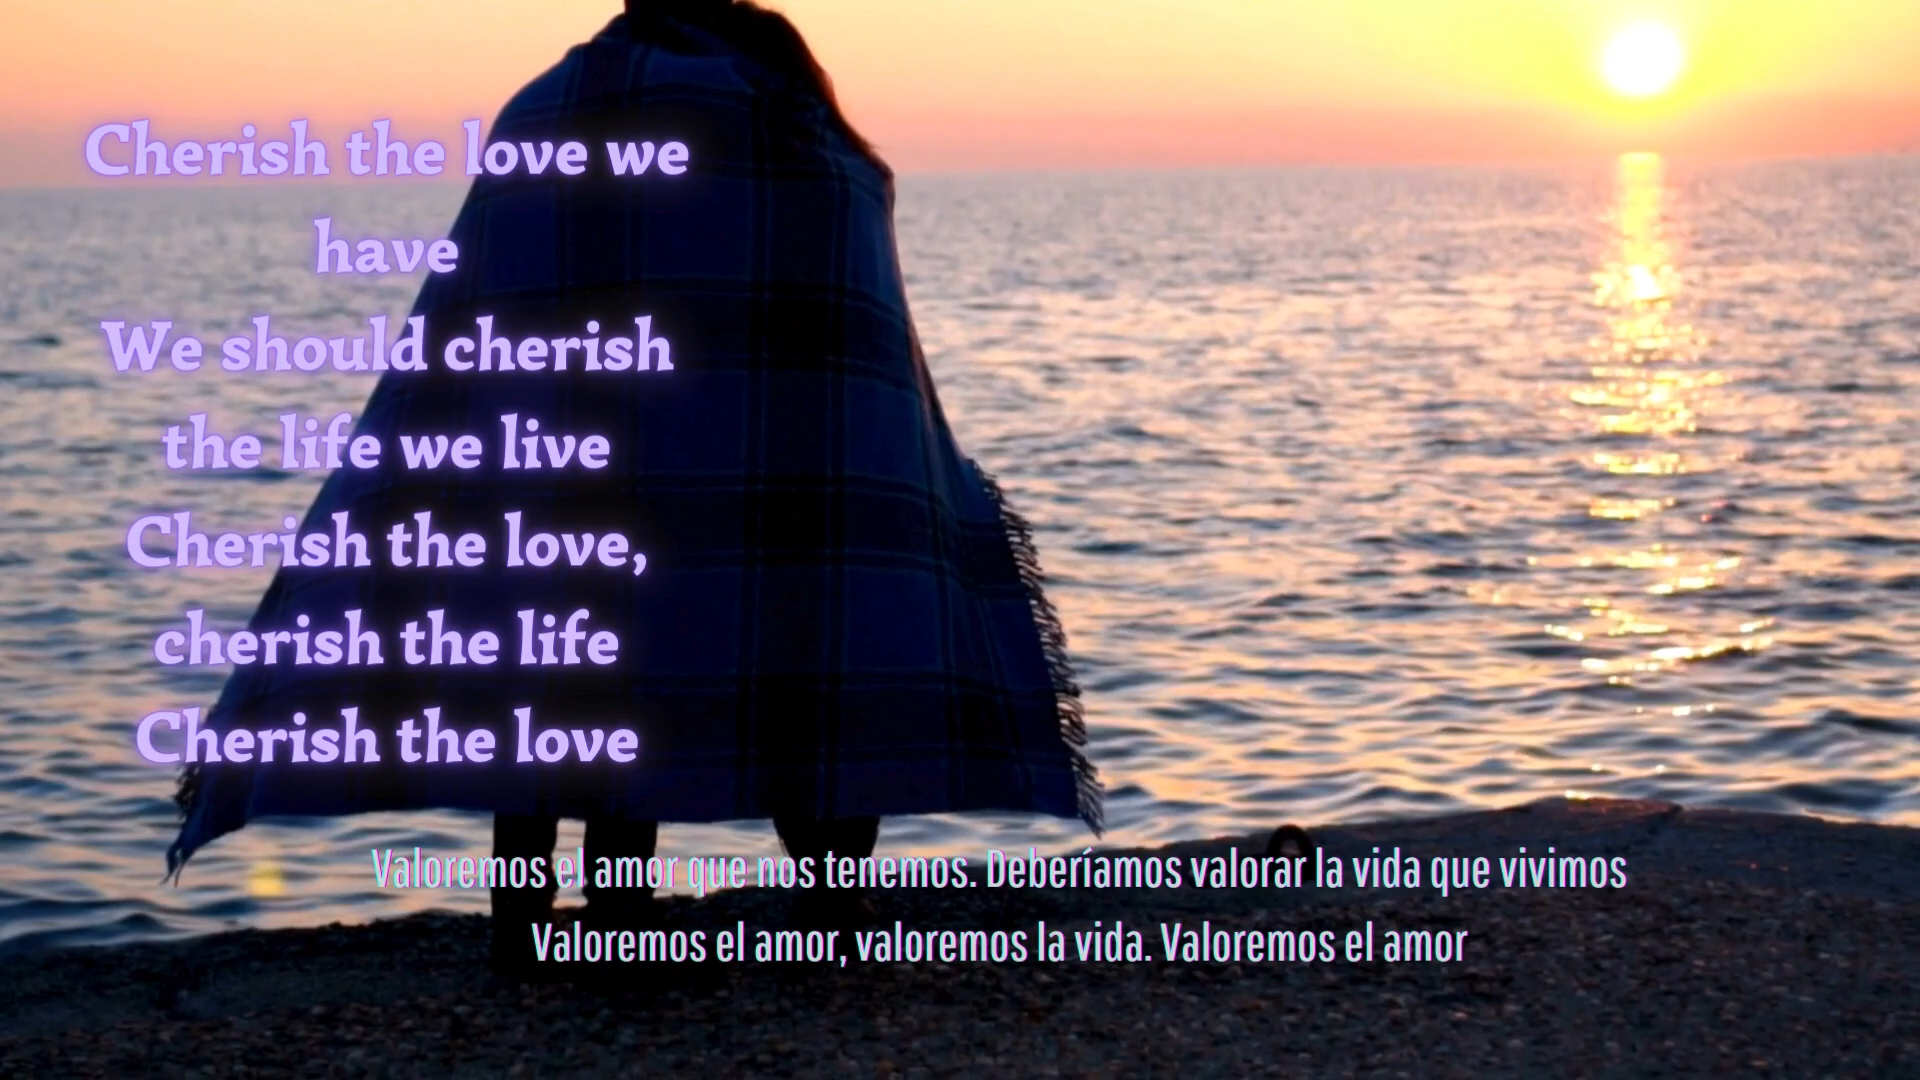 Cherish the love we
have
We should cherish
the life we live
Cherish the love,
cherish the life
Cherish the love
Valoremos el amor que nos tenemos. Deberíamos valorar la vida que vivimos
Valoremos el amor, valoremos la vida. Valoremos el amor